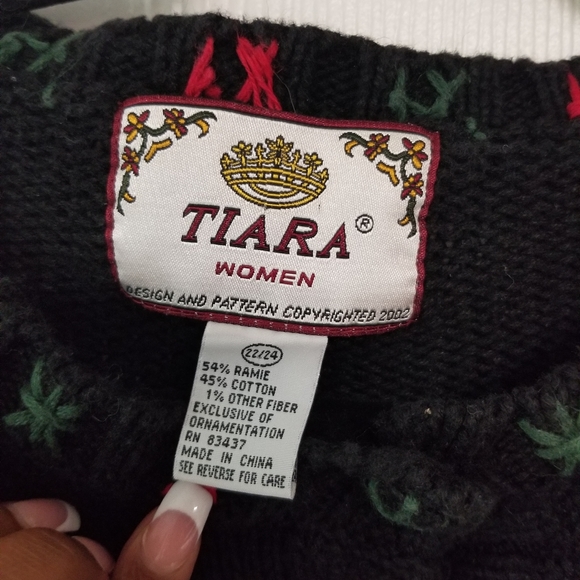 TIARA ®
WOMEN
DESIGN AND PATTERN COPYRIGHTED 2002
22/24
54% RAMIE
45% COTTON
1% OTHER FIBER
EXCLUSIVE OF
ORNAMENTATION
RN 83437
MADE IN CHINA
SEE REVERSE FOR CARE